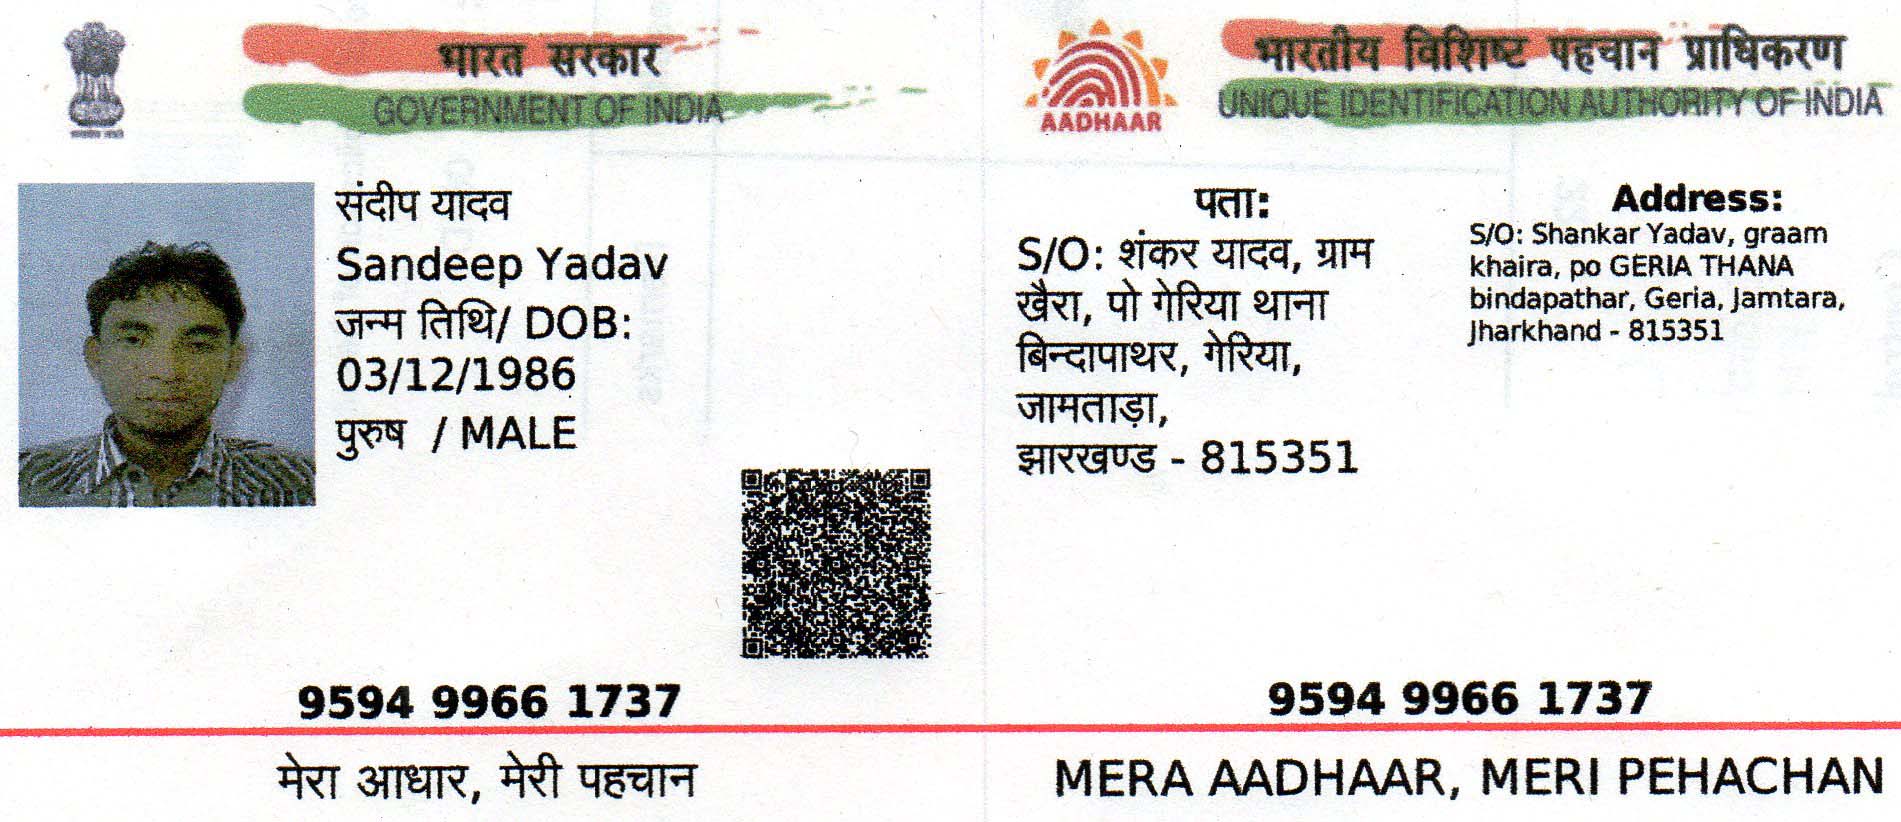 भारत सरकार
GOVERNMENT OF INDIA
संदीप यादव
Sandeep Yadav
जन्म तिथि/ DOB:
03/12/1986
पुरुष / MALE
9594 9966 1737
मेरा आधार, मेरी पहचान
AADHAAR
भारतीय विशिष्ट पहचान प्राधिकरण
UNIQUE IDENTIFICATION AUTHORITY OF INDIA
पता:
S/O: शंकर यादव, ग्राम
खैरा, पो गेरिया थाना
बिन्दापाथर, गेरिया,
जामताड़ा,
झारखण्ड - 815351
Address:
S/O: Shankar Yadav, graam
khaira, po GERIA THANA
bindapathar, Geria, Jamtara,
Jharkhand - 815351
9594 9966 1737
MERA AADHAAR, MERI PEHACHAN